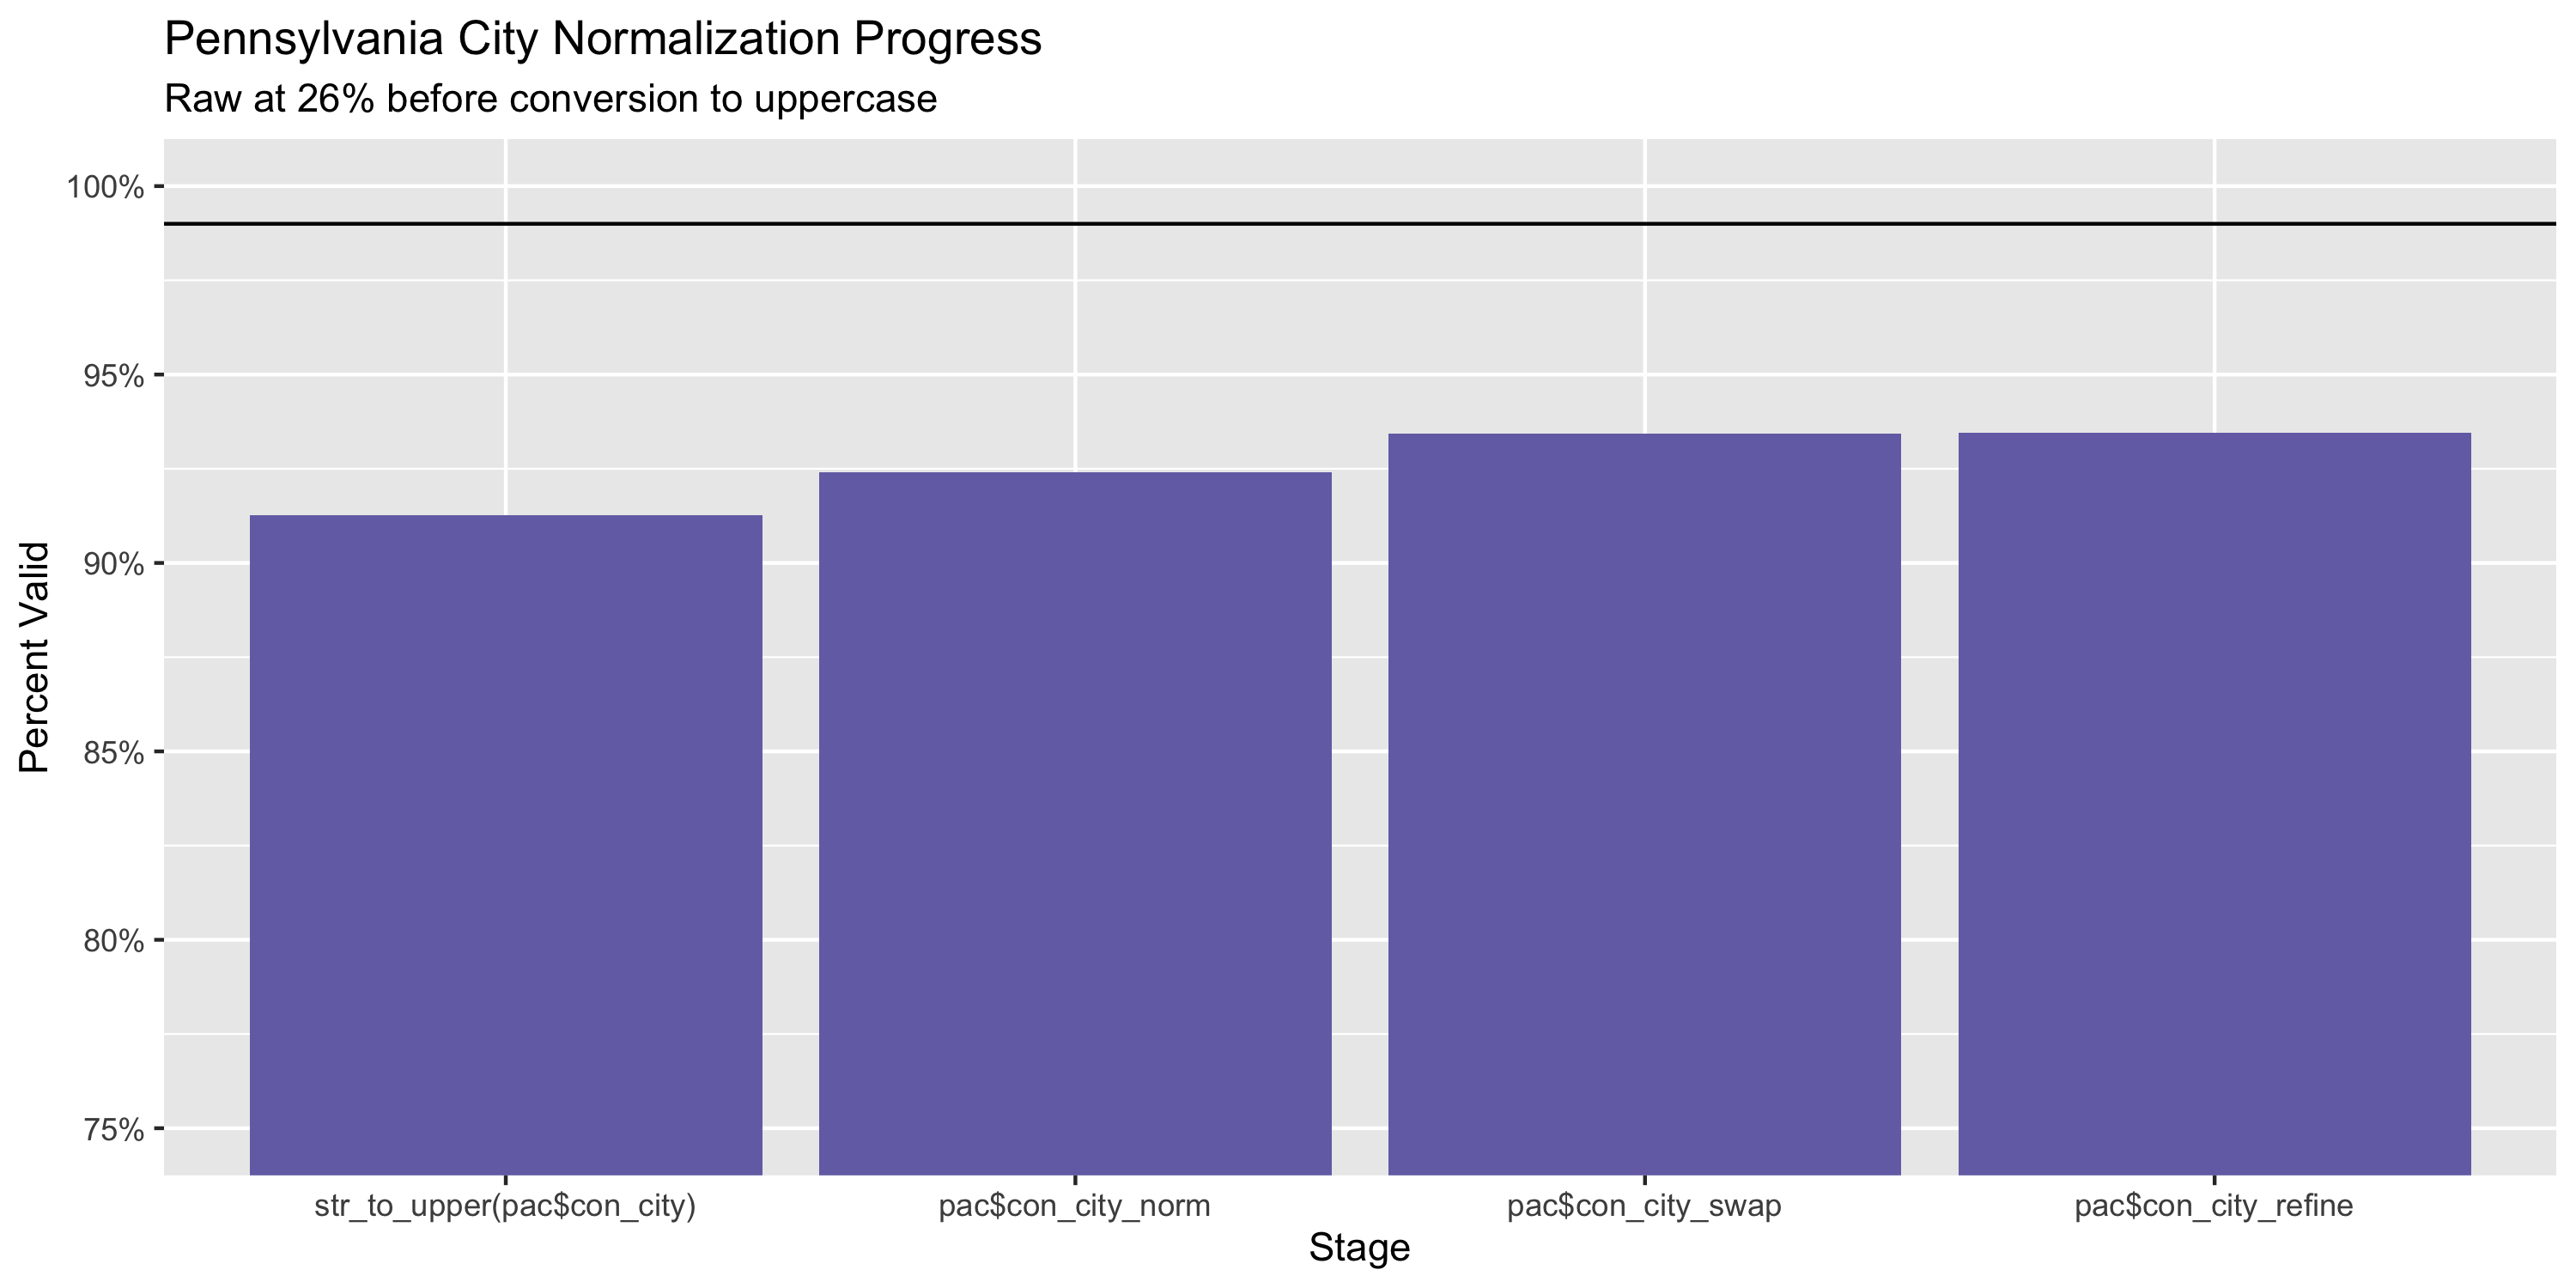 Pennsylvania City Normalization Progress
Raw at 26% before conversion to uppercase
100%
95%
90%
85%
80%
75%
Percent Valid
str_to_upper(pac$con_city)
pac$con_city_norm
pac$con_city_swap
pac$con_city_refine
Stage